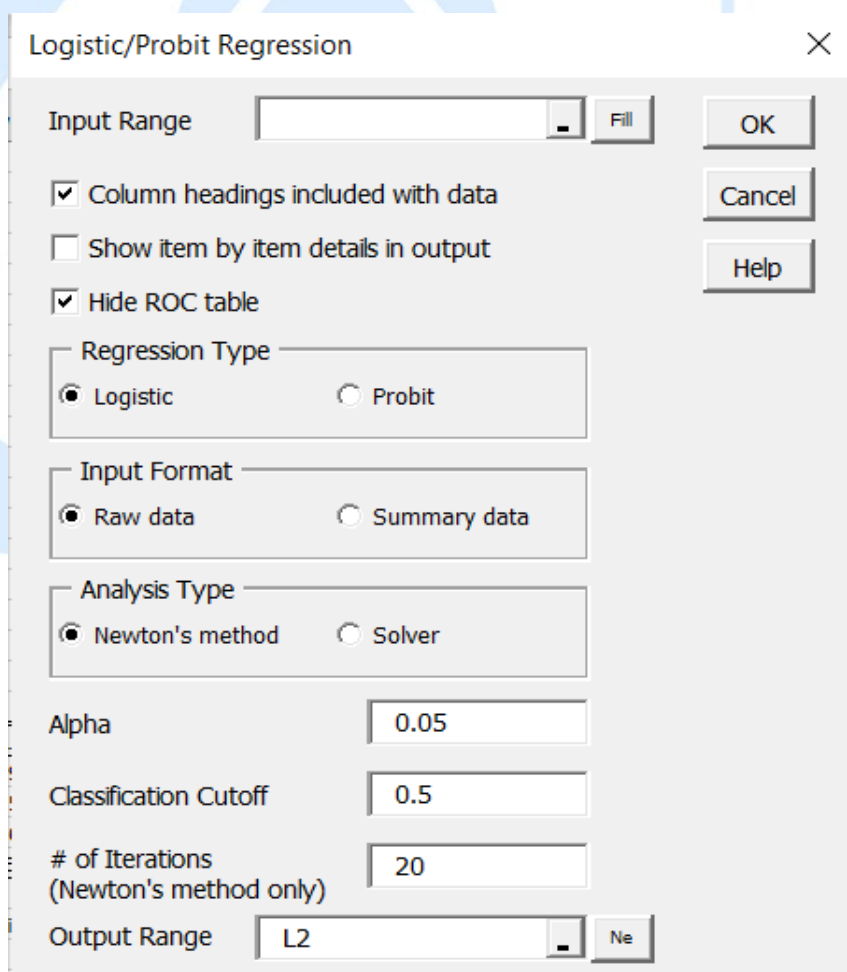 Logistic/Probit Regression
Input Range Fill OK
Column headings included with data Cancel
Show item by item details in output
Help
Hide ROC table
Regression Type
Logistic Probit
Input Format
Raw data Summary data
Analysis Type
Newton's method Solver
Alpha 0.05
Classification Cutoff 0.5
# of Iterations 20
(Newton's method only)
Output Range L2 Ne